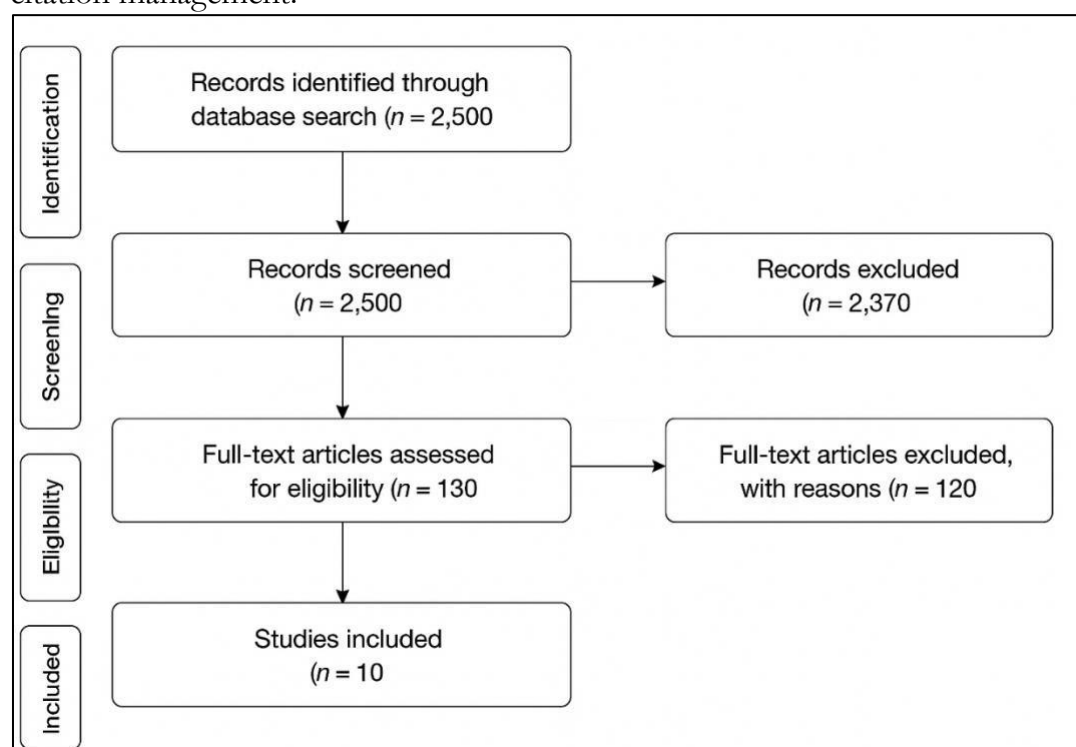 citation management.
Identification
Records identified through
database search (n = 2,500
Screening
Records screened
(n = 2,500
Records excluded
(n = 2,370
Eligibility
Full-text articles assessed
for eligibility (n = 130
Full-text articles excluded,
with reasons (n = 120
Included
Studies included
(n = 10